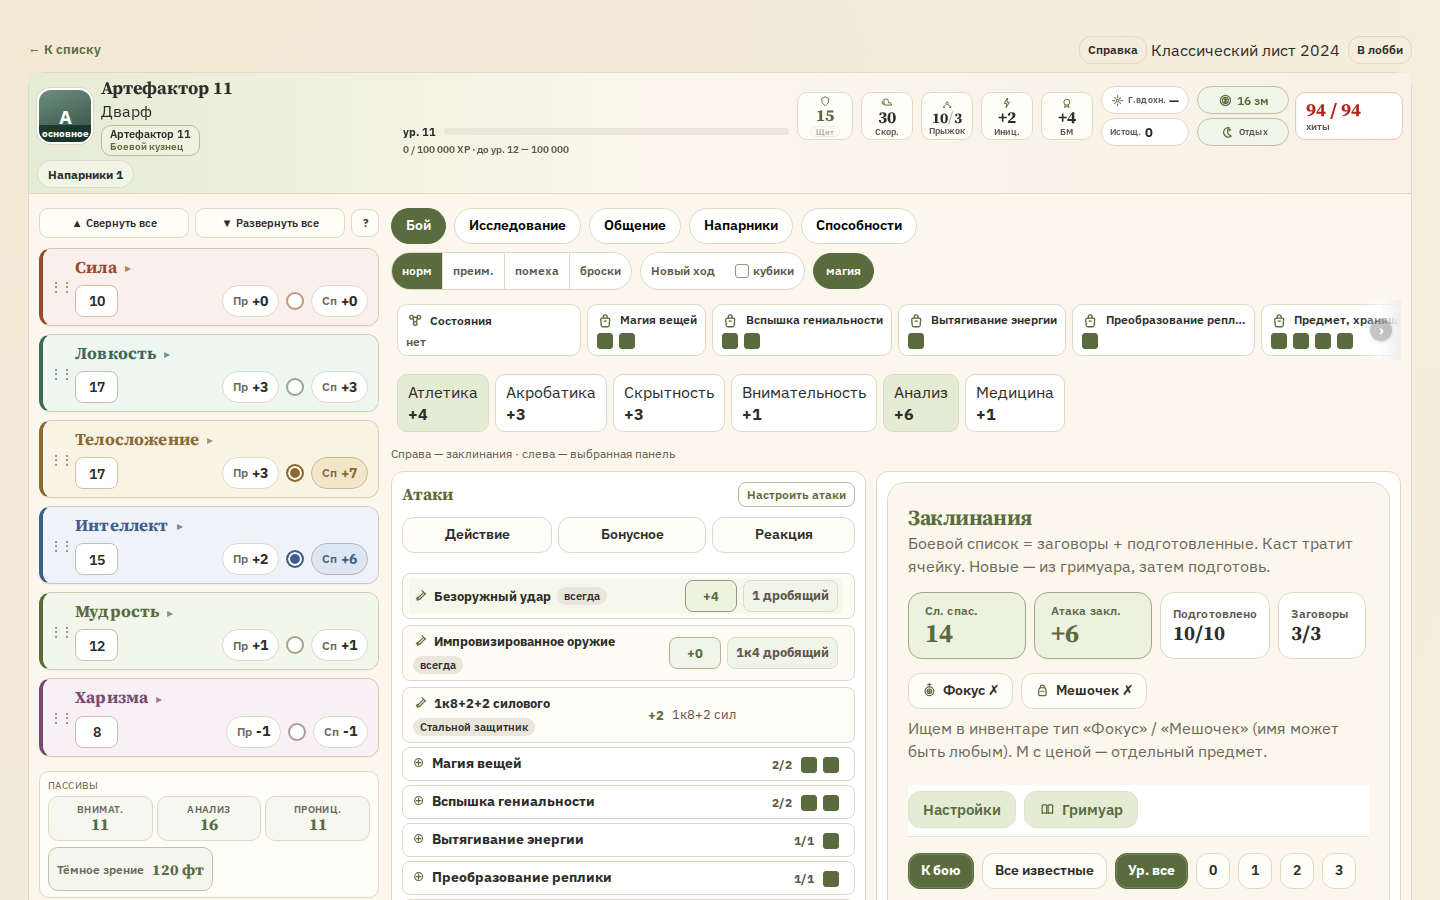 ← К списку
Справка Классический лист 2024 В лобби
А
основное
Артефактор 11
Дварф
Артефактор 11
Боевой кузнец
Напарники 1
ур. 11
0 / 100 000 XP · до ур. 12 — 100 000
15
Щит
30
Скор.
10/3
Прыжок
+2
Иниц.
+4
БМ
Г.вдохн. —
Истощ. 0
16 зм
Отдых
94 / 94
хиты
▲ Свернуть все ▼ Развернуть все ?
Сила ▸
10 Пр +0 Сп +0
Ловкость ▸
17 Пр +3 Сп +3
Телосложение ▸
17 Пр +3 Сп +7
Интеллект ▸
15 Пр +2 Сп +6
Мудрость ▸
12 Пр +1 Сп +1
Харизма ▸
8 Пр -1 Сп -1
ПАССИВЫ
ВНИМАТ.
11
АНАЛИЗ
16
ПРОНИЦ.
11
Тёмное зрение 120 фт
Бой Исследование Общение Напарники Способности
норм преим. помеха броски Новый ход кубики магия
Состояния
нет
Магия вещей
Вспышка гениальности
Вытягивание энергии
Преобразование репл...
Предмет, хранящ
Атлетика
+4
Акробатика
+3
Скрытность
+3
Внимательность
+1
Анализ
+6
Медицина
+1
Справа — заклинания · слева — выбранная панель
Атаки Настроить атаки
Действие Бонусное Реакция
Безоружный удар всегда +4 1 дробящий
Импровизированное оружие
всегда
+0 1к4 дробящий
1к8+2+2 силового
Стальной защитник
+2 1к8+2 сил
Магия вещей 2/2
Вспышка гениальности 2/2
Вытягивание энергии 1/1
Преобразование реплики 1/1
Заклинания
Боевой список = заговоры + подготовленные. Каст тратит
ячейку. Новые — из гримуара, затем подготовь.
Сл. спас.
14
Атака закл.
+6
Подготовлено
10/10
Заговоры
3/3
Фокус ✗ Мешочек ✗
Ищем в инвентаре тип «Фокус» / «Мешочек» (имя может
быть любым). М с ценой — отдельный предмет.
Настройки Гримуар
К бою Все известные Ур. все 0 1 2 3